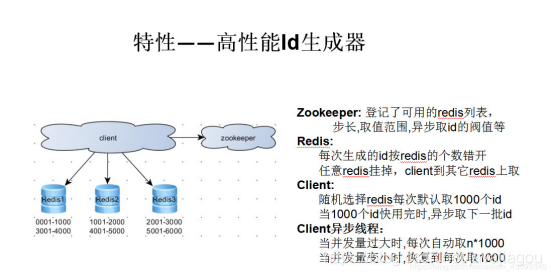 特性——高性能Id生成器
client
zookeeper
Redis1
Redis2
Redis3
0001-1000
3001-4000
1001-2000
4001-5000
2001-3000
5001-6000
Zookeeper: 登记了可用的redis列表，
步长,取值范围,异步取id的阀值等
Redis:
每次生成的id按redis的个数错开
任意redis挂掉，client到其它redis上取
Client:
随机选择redis每次默认取1000个id
当1000个id快用完时,异步取下一批id
Client异步线程：
当并发量过大时,每次自动取n*1000
当并发量变小时,恢复到每次取1000